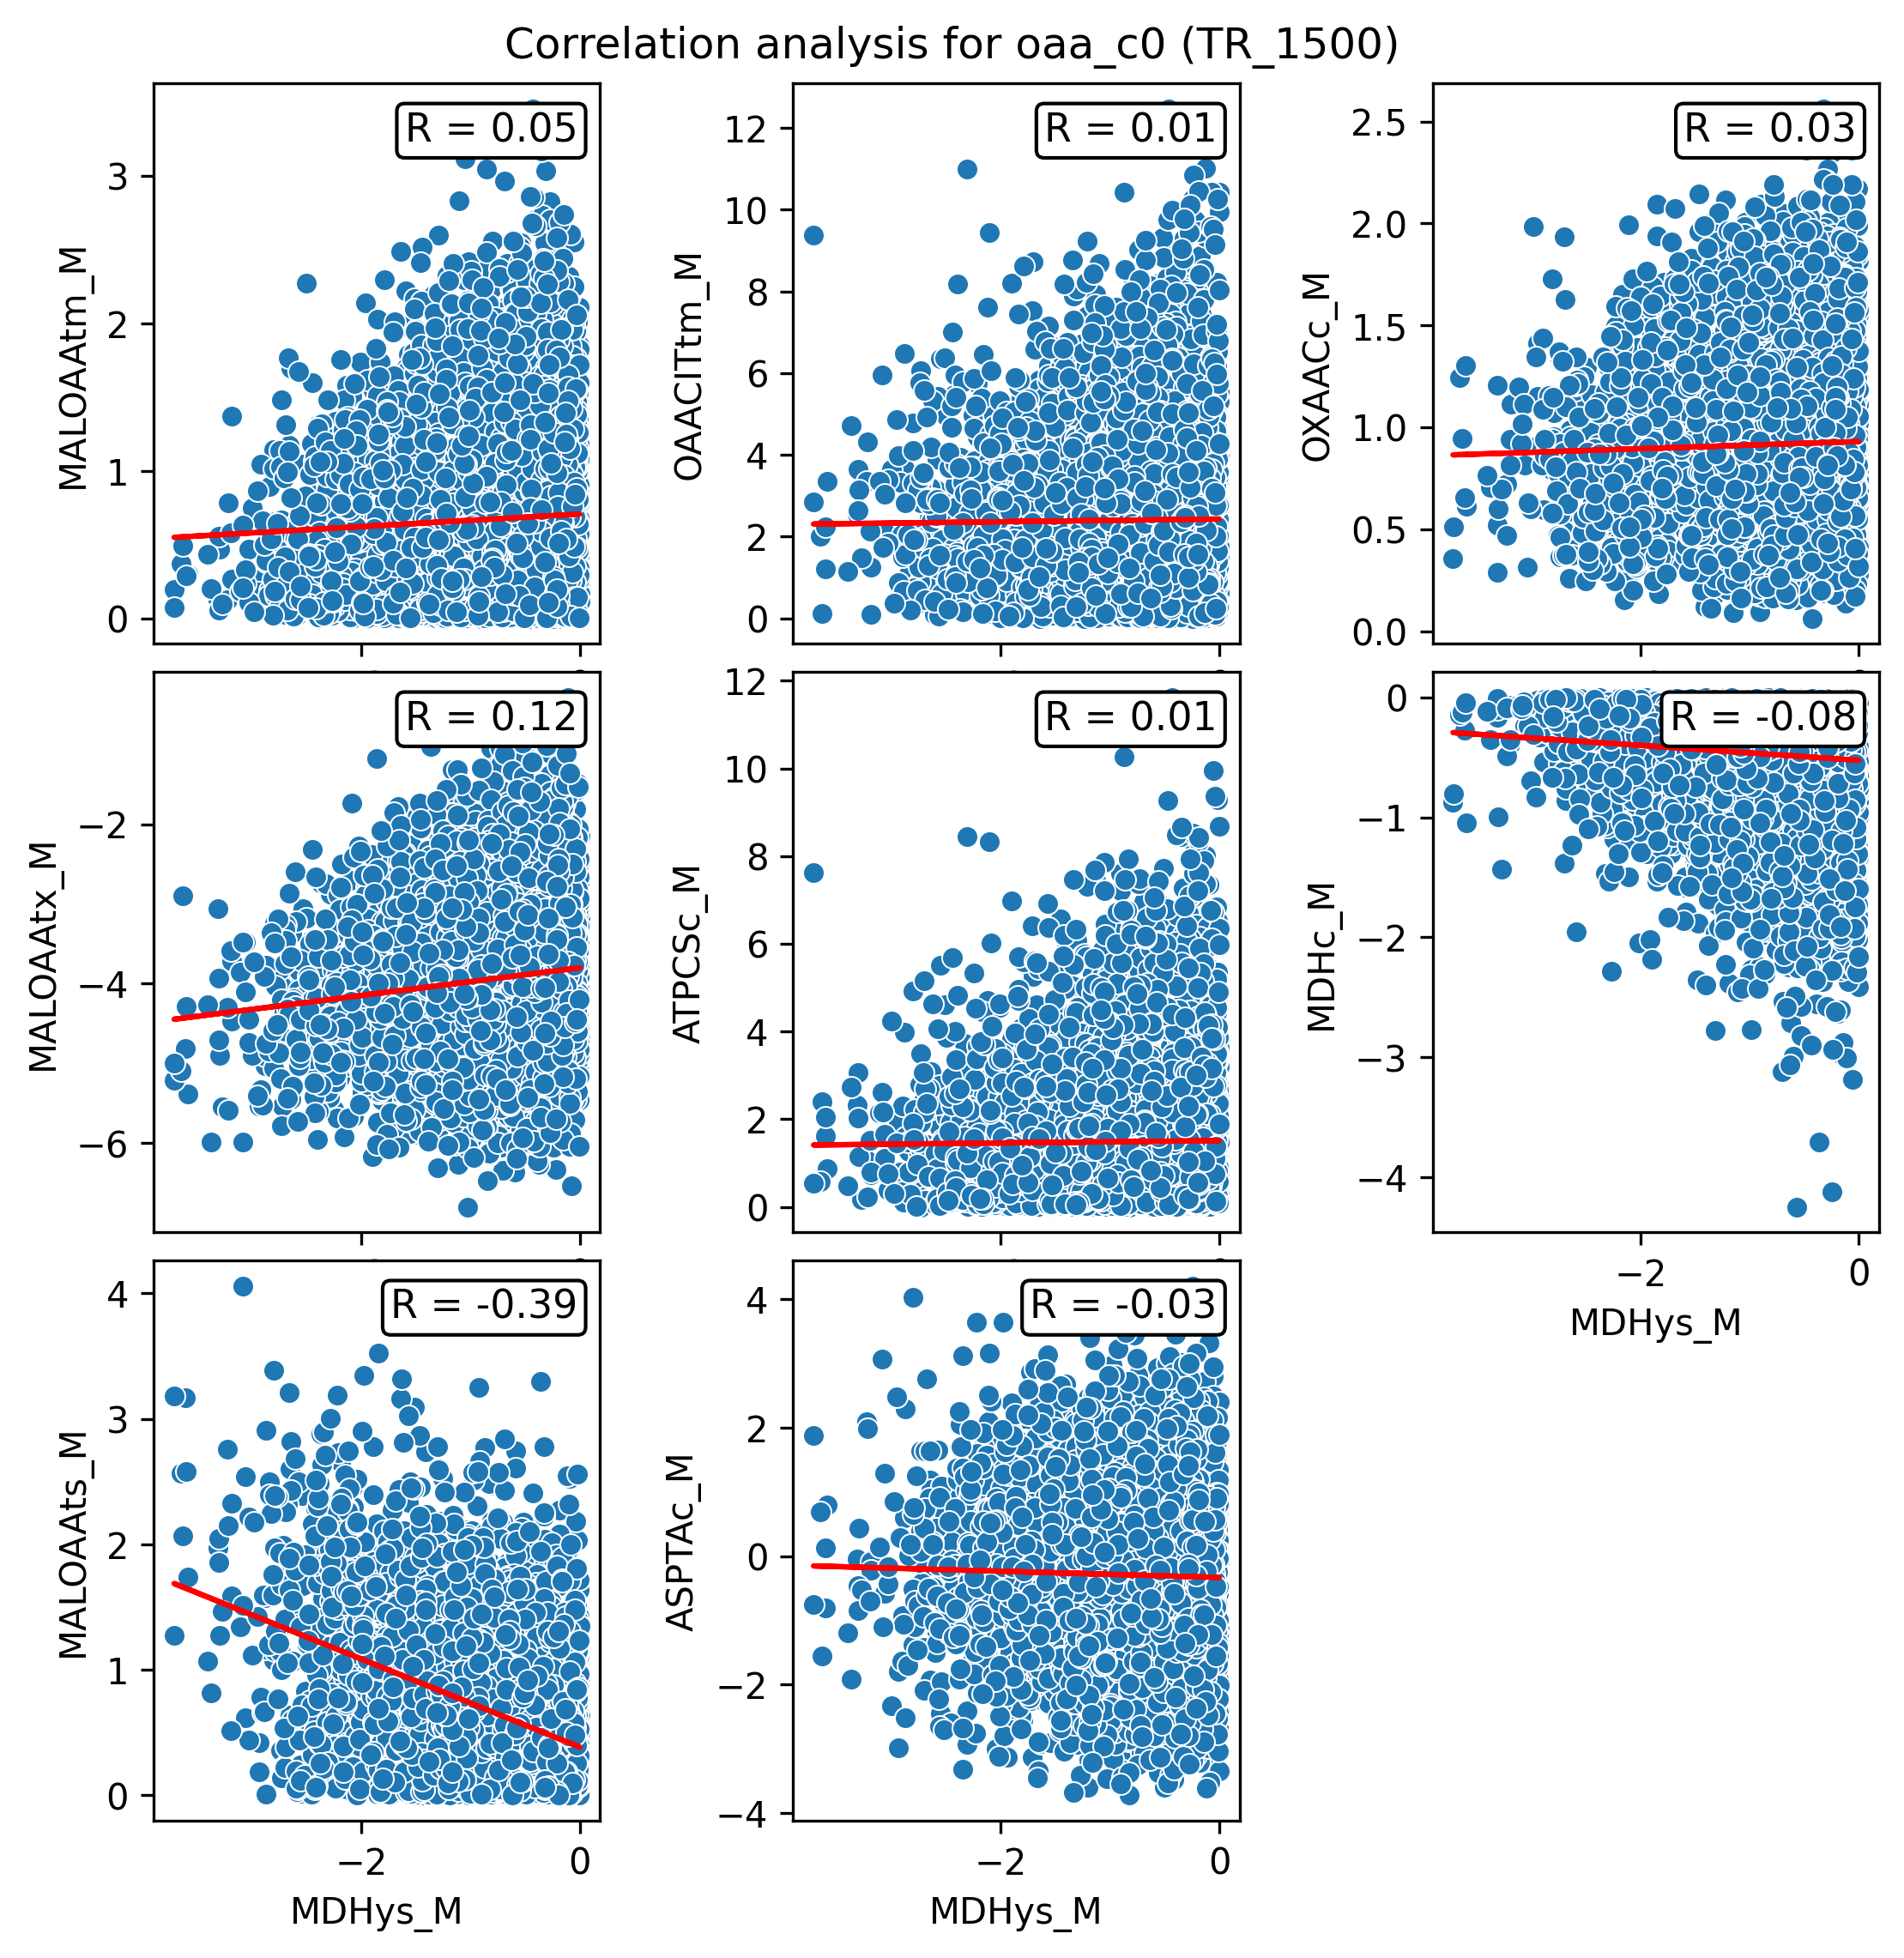 Correlation analysis for oaa_c0 (TR_1500)
R = 0.05
3
2
1
0
MALOAAtm_M
R = 0.01
12
10
8
6
4
2
0
OAACITtm_M
R = 0.03
2.5
2.0
1.5
1.0
0.5
0.0
OXAACc_M
R = 0.12
−2
−4
−6
MALOAAtx_M
R = 0.01
12
10
8
6
4
2
0
ATPCSc_M
R = -0.08
0
−1
−2
−3
−4
MDHc_M
−2 0
MDHys_M
R = -0.39
4
3
2
1
0
MALOAAts_M
−2 0
MDHys_M
R = -0.03
4
2
0
−2
−4
ASPTAc_M
−2 0
MDHys_M